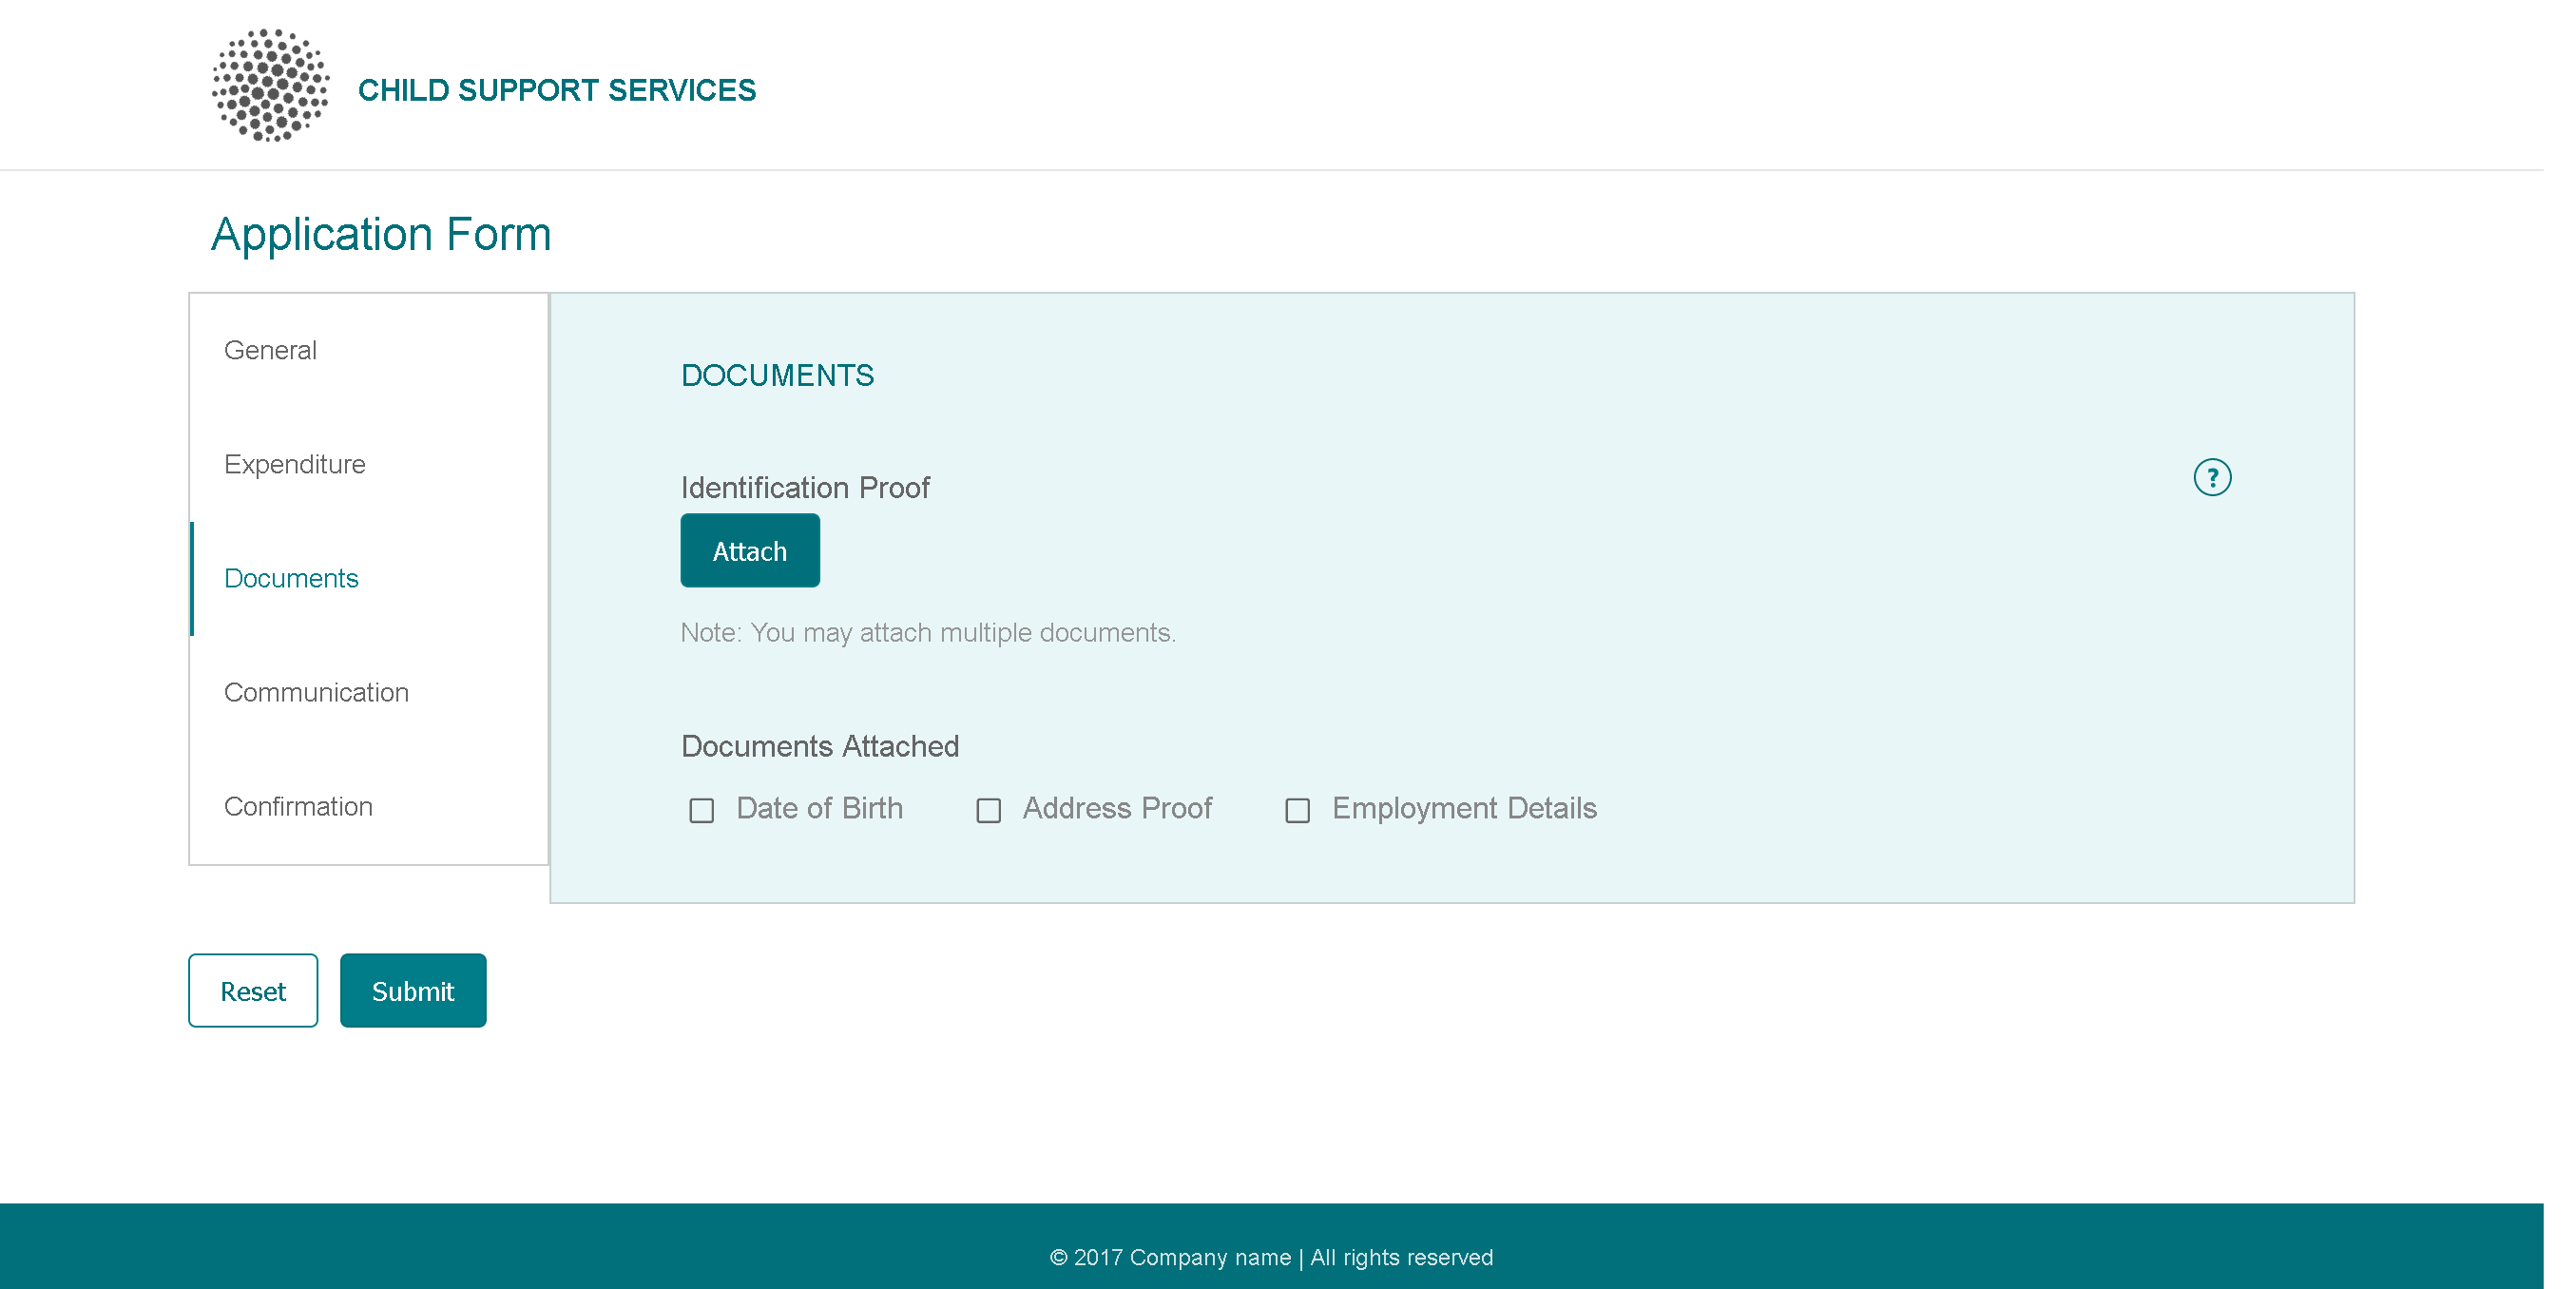 CHILD SUPPORT SERVICES
Application Form
General
Expenditure
Documents
Communication
Confirmation
DOCUMENTS
Identification Proof
?
Attach
Note: You may attach multiple documents.
Documents Attached
Date of Birth Address Proof Employment Details
Reset Submit
© 2017 Company name | All rights reserved